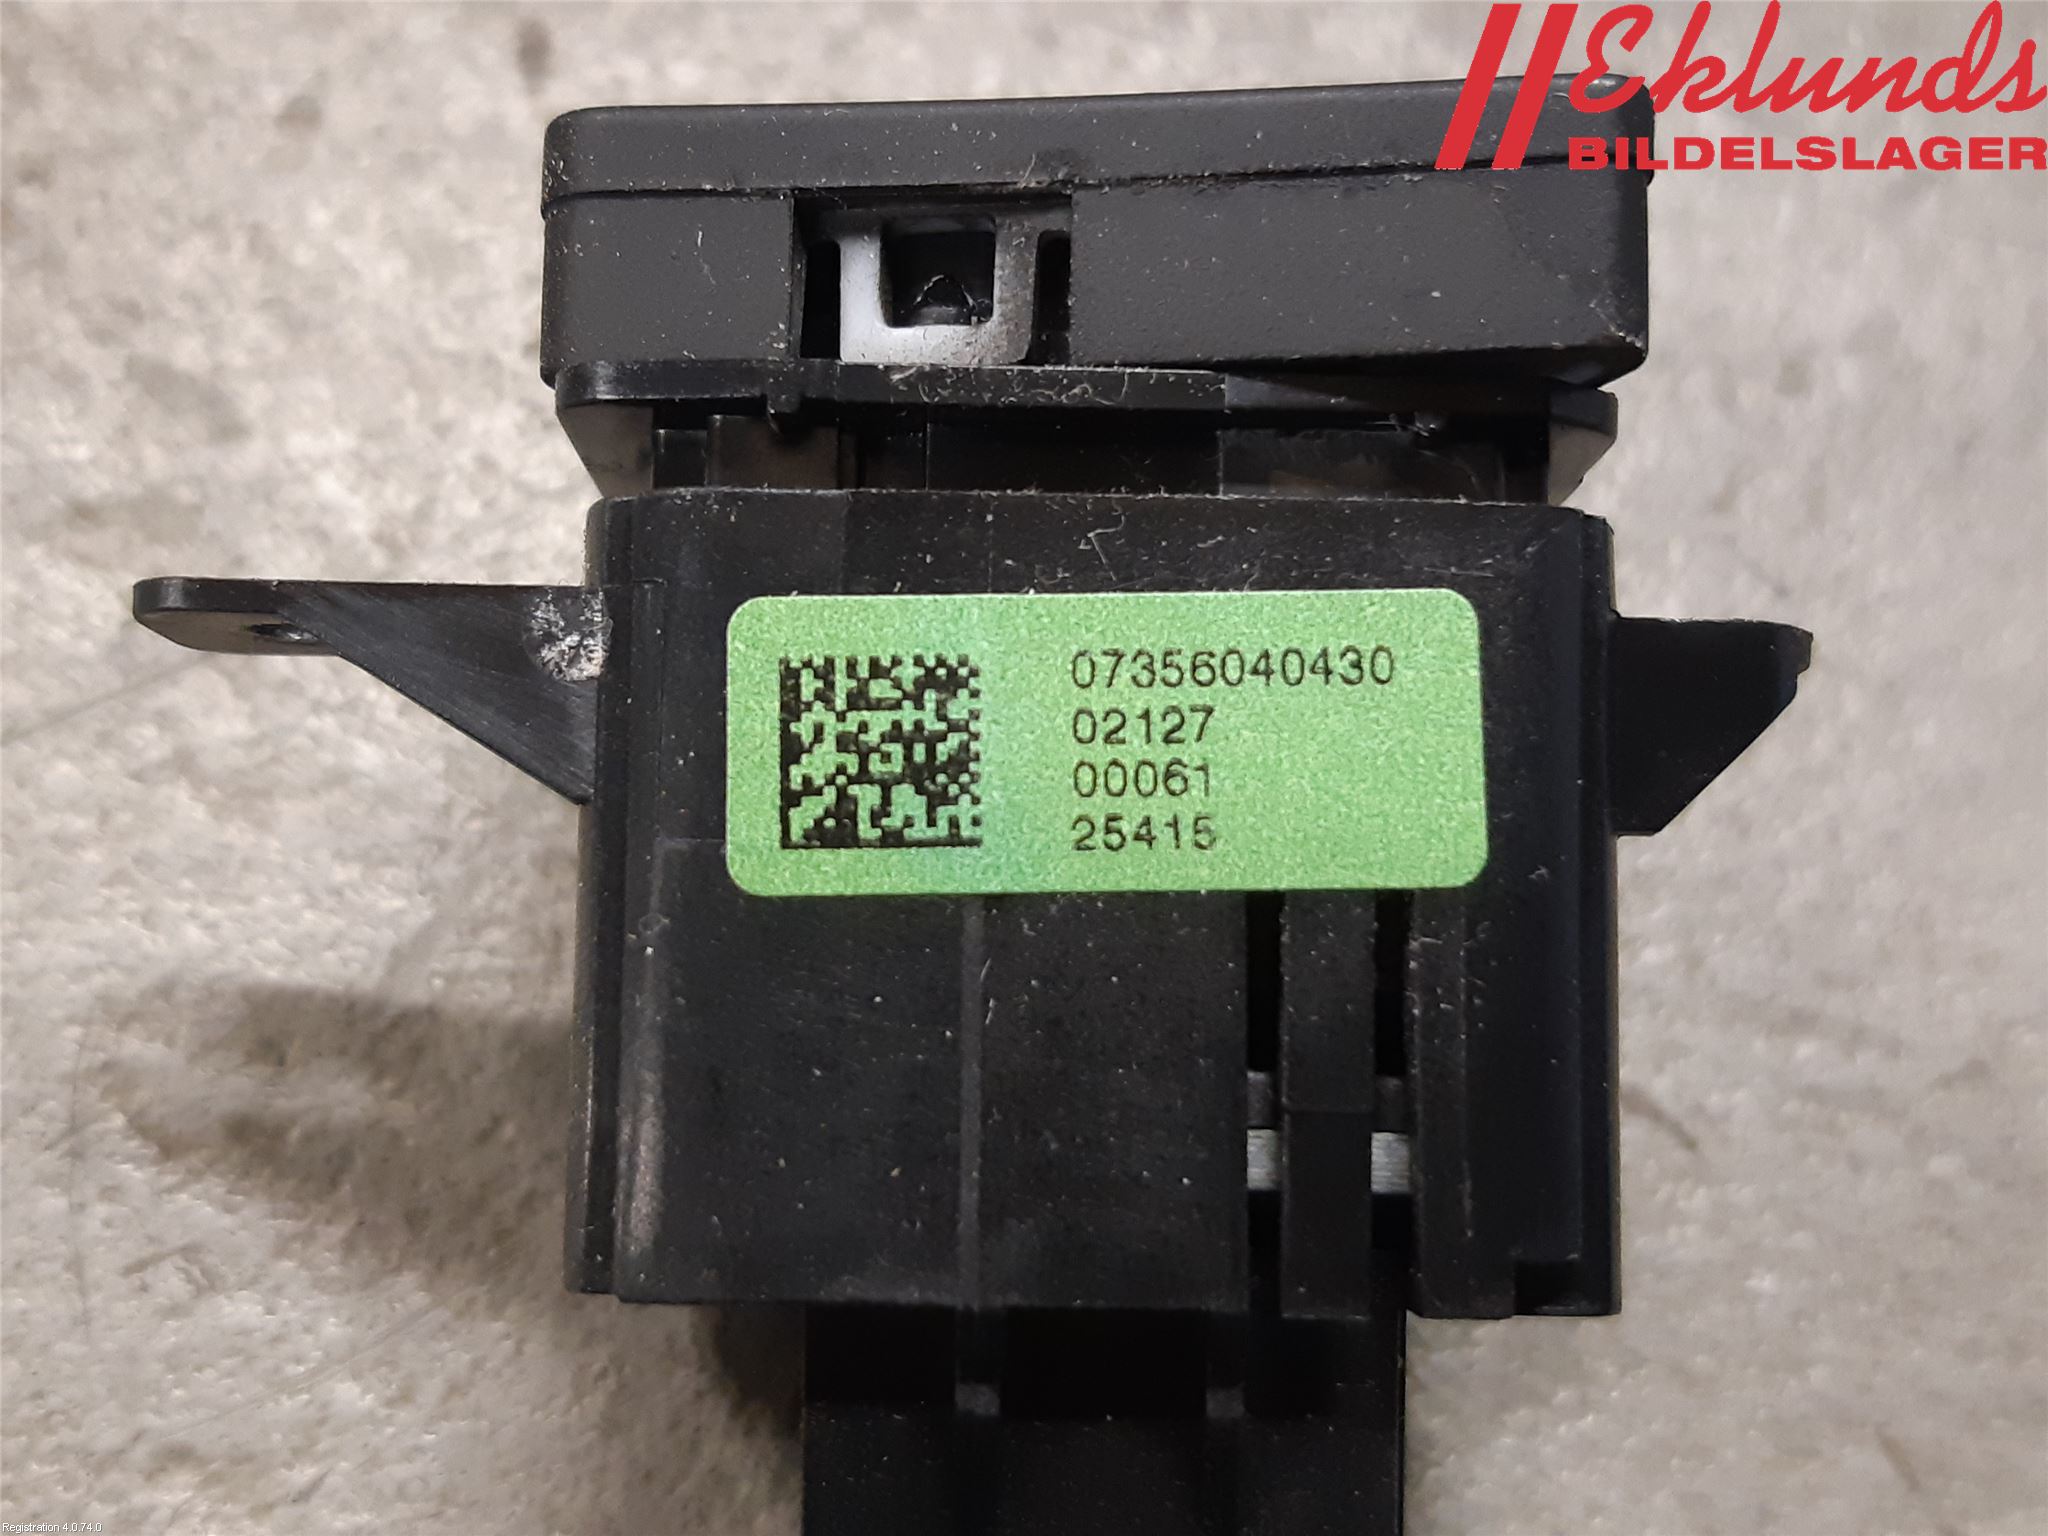 Eklunds
BILDELSLAGER
07356040430
02127
00061
25415
Registration 4.0.74.0